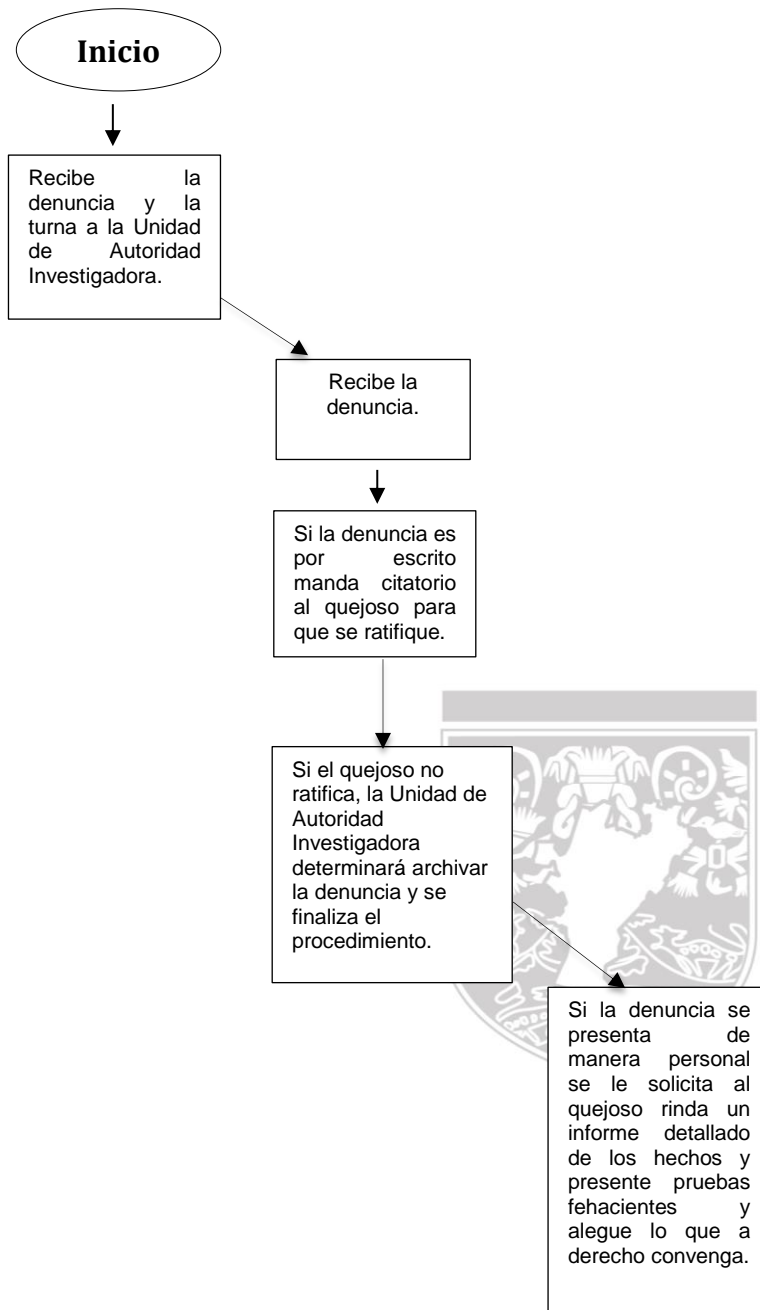 Inicio
Recibe la
denuncia y la
turna a la Unidad
de Autoridad
Investigadora.
Recibe la
denuncia.
Si la denuncia es
por escrito
manda citatorio
al quejoso para
que se ratifique.
Si el quejoso no
ratifica, la Unidad de
Autoridad
Investigadora
determinará archivar
la denuncia y se
finaliza el
procedimiento.
Si la denuncia se
presenta de
manera personal
se le solicita al
quejoso rinda un
informe detallado
de los hechos y
presente pruebas
fehacientes y
alegue lo que a
derecho convenga.